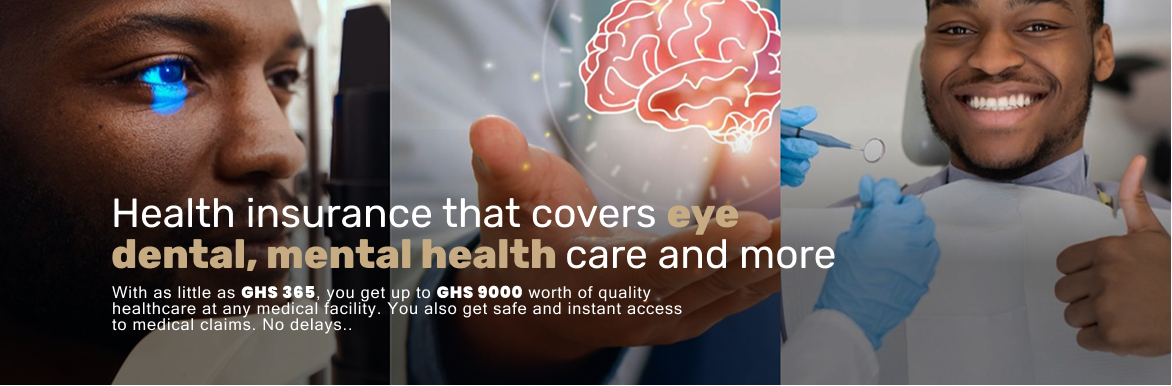 Health insurance that covers eye
dental, mental health care and more
With as little as GHS 365, you get up to GHS 9000 worth of quality
healthcare at any medical facility. You also get safe and instant access
to medical claims. No delays..